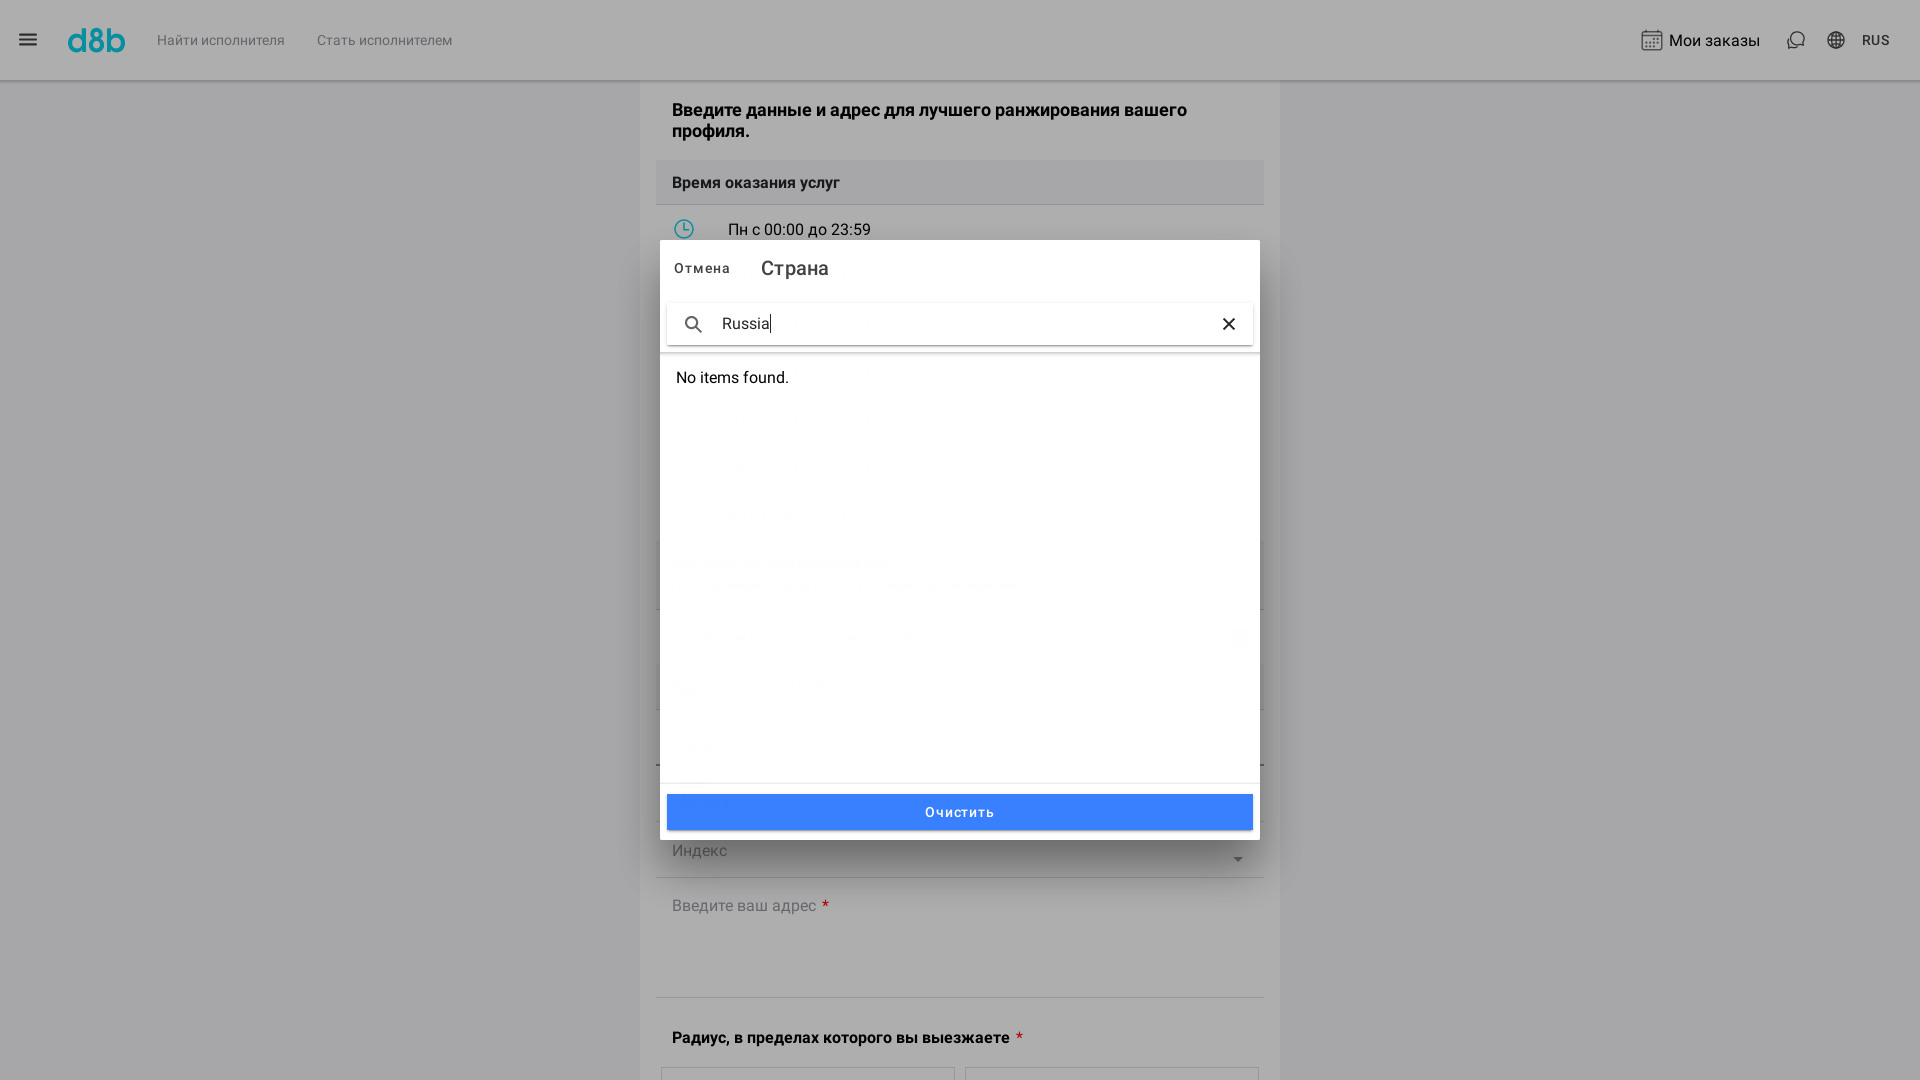 d8b
Найти исполнителя
Стать исполнителем
Мои заказы
RUS
Введите данные и адрес для лучшего ранжирования вашего
профиля.
Время оказания услуг
Пн с 00:00 до 23:59
Отмена
Страна
Russia
No items found.
Очистить
Индекс
Введите ваш адрес *
Радиус, в пределах которого вы выезжаете *